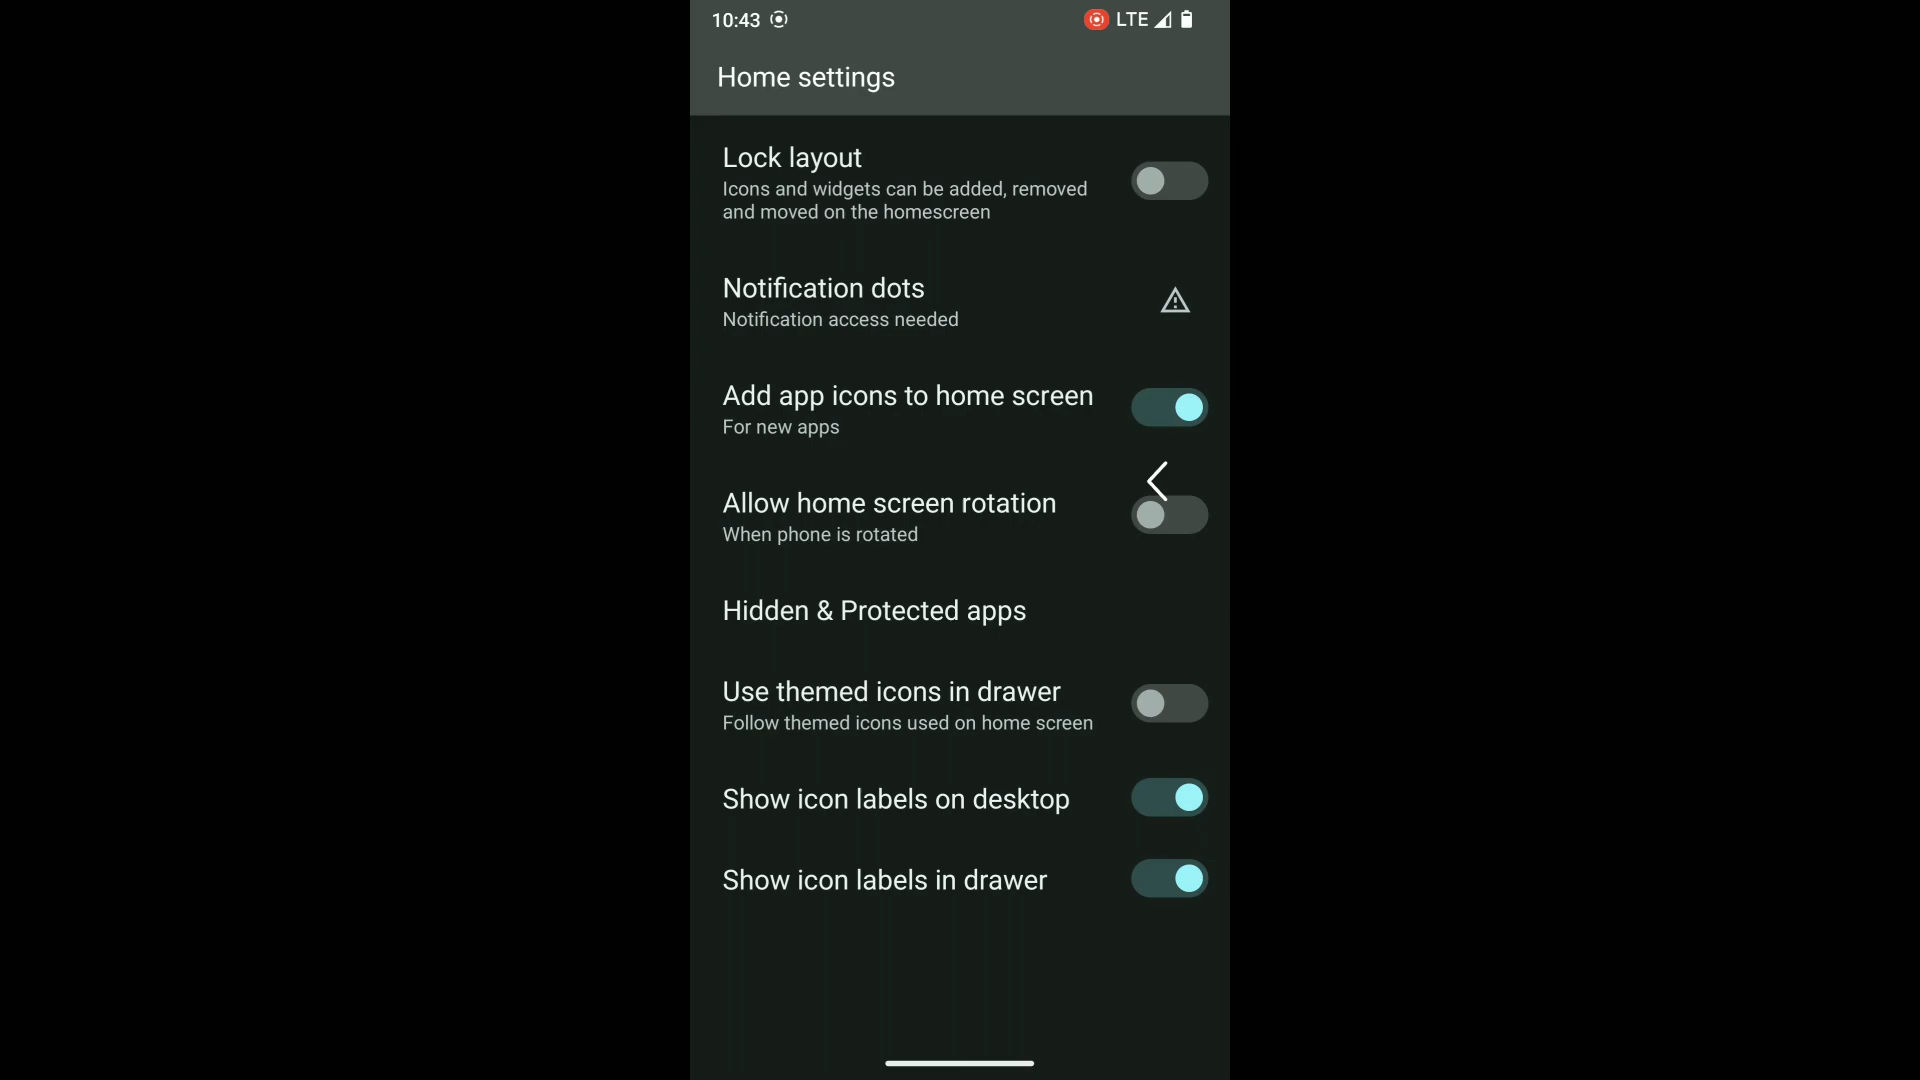 10:43
LTE
Home settings
Lock layout
Icons and widgets can be added, removed
and moved on the homescreen
Notification dots
Notification access needed
Add app icons to home screen
For new apps
Allow home screen rotation
When phone is rotated
Hidden & Protected apps
Use themed icons in drawer
Follow themed icons used on home screen
Show icon labels on desktop
Show icon labels in drawer